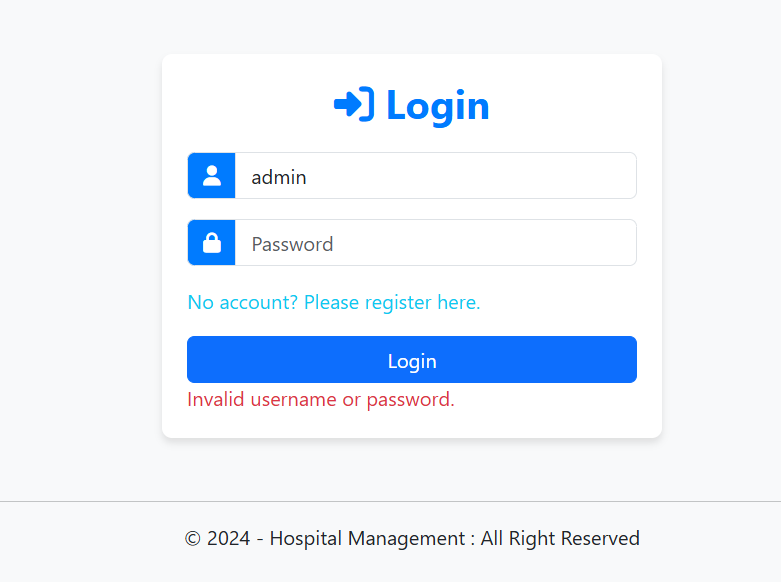 Login
admin
Password
No account? Please register here.
Login
Invalid username or password.
© 2024 - Hospital Management : All Right Reserved